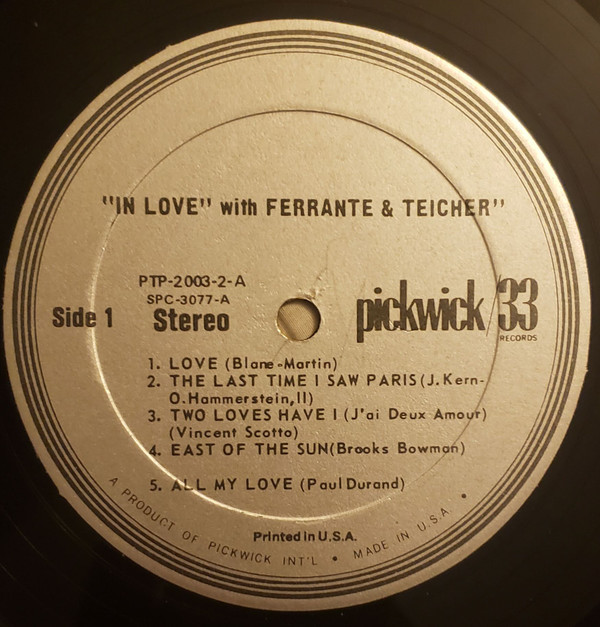 "IN LOVE" with FERRANTE & TEICHER"
PTP-2003-2-A
SPC-3077-A
Side 1 Stereo
pickwick/33
RECORDS
1. LOVE (Blane-Martin)
2. THE LAST TIME I SAW PARIS (J. Kern-
O. Hammerstein, II)
3. TWO LOVES HAVE I (J'ai Deux Amour)
(Vincent Scotto)
4. EAST OF THE SUN (Brooks Bowman)
5. ALL MY LOVE (Paul Durand)
Printed in U.S.A.
A PRODUCT OF PICKWICK INT'L • MADE IN U.S.A. •